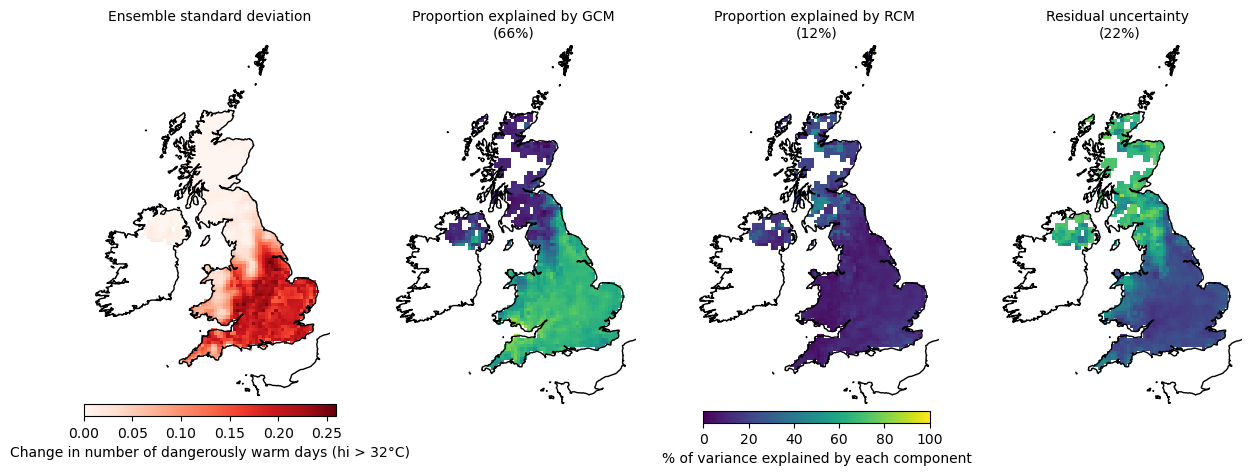 Ensemble standard deviation
Proportion explained by GCM
(66%)
Proportion explained by RCM
(12%)
Residual uncertainty
(22%)
0.00 0.05 0.10 0.15 0.20 0.25
Change in number of dangerously warm days (hi > 32°C)
0 20 40 60 80 100
% of variance explained by each component